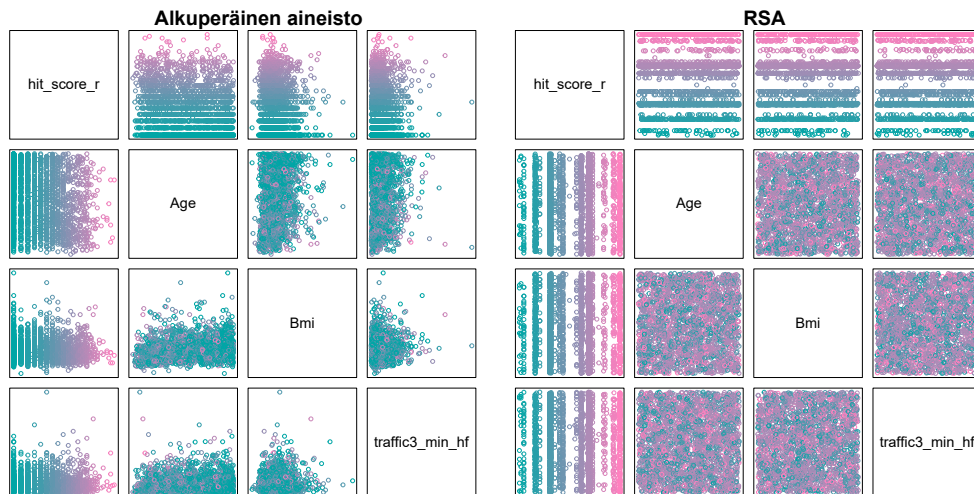 Alkuperäinen aineisto
RSA
hit_score_r
hit_score_r
Age
Age
Bmi
Bmi
traffic3_min_hf
traffic3_min_hf